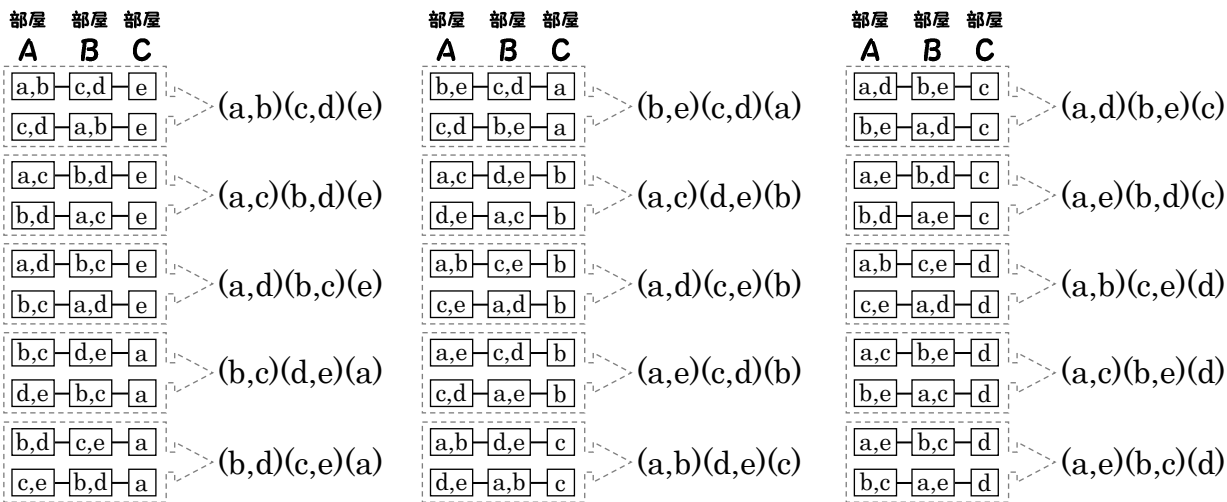 部屋 部屋 部屋
A B C
a,b c,d e
c,d a,b e
(a,b)(c,d)(e)
a,c b,d e
b,d a,c e
(a,c)(b,d)(e)
a,d b,c e
b,c a,d e
(a,d)(b,c)(e)
b,c d,e a
d,e b,c a
(b,c)(d,e)(a)
b,d c,e a
c,e b,d a
(b,d)(c,e)(a)
部屋 部屋 部屋
A B C
b,e c,d a
c,d b,e a
(b,e)(c,d)(a)
a,c d,e b
d,e a,c b
(a,c)(d,e)(b)
a,b c,e b
c,e a,d b
(a,d)(c,e)(b)
a,e c,d b
c,d a,e b
(a,e)(c,d)(b)
a,b d,e c
d,e a,b c
(a,b)(d,e)(c)
部屋 部屋 部屋
A B C
a,d b,e c
b,e a,d c
(a,d)(b,e)(c)
a,e b,d c
b,d a,e c
(a,e)(b,d)(c)
a,b c,e d
c,e a,d d
(a,b)(c,e)(d)
a,c b,e d
b,e a,c d
(a,c)(b,e)(d)
a,e b,c d
b,c a,e d
(a,e)(b,c)(d)